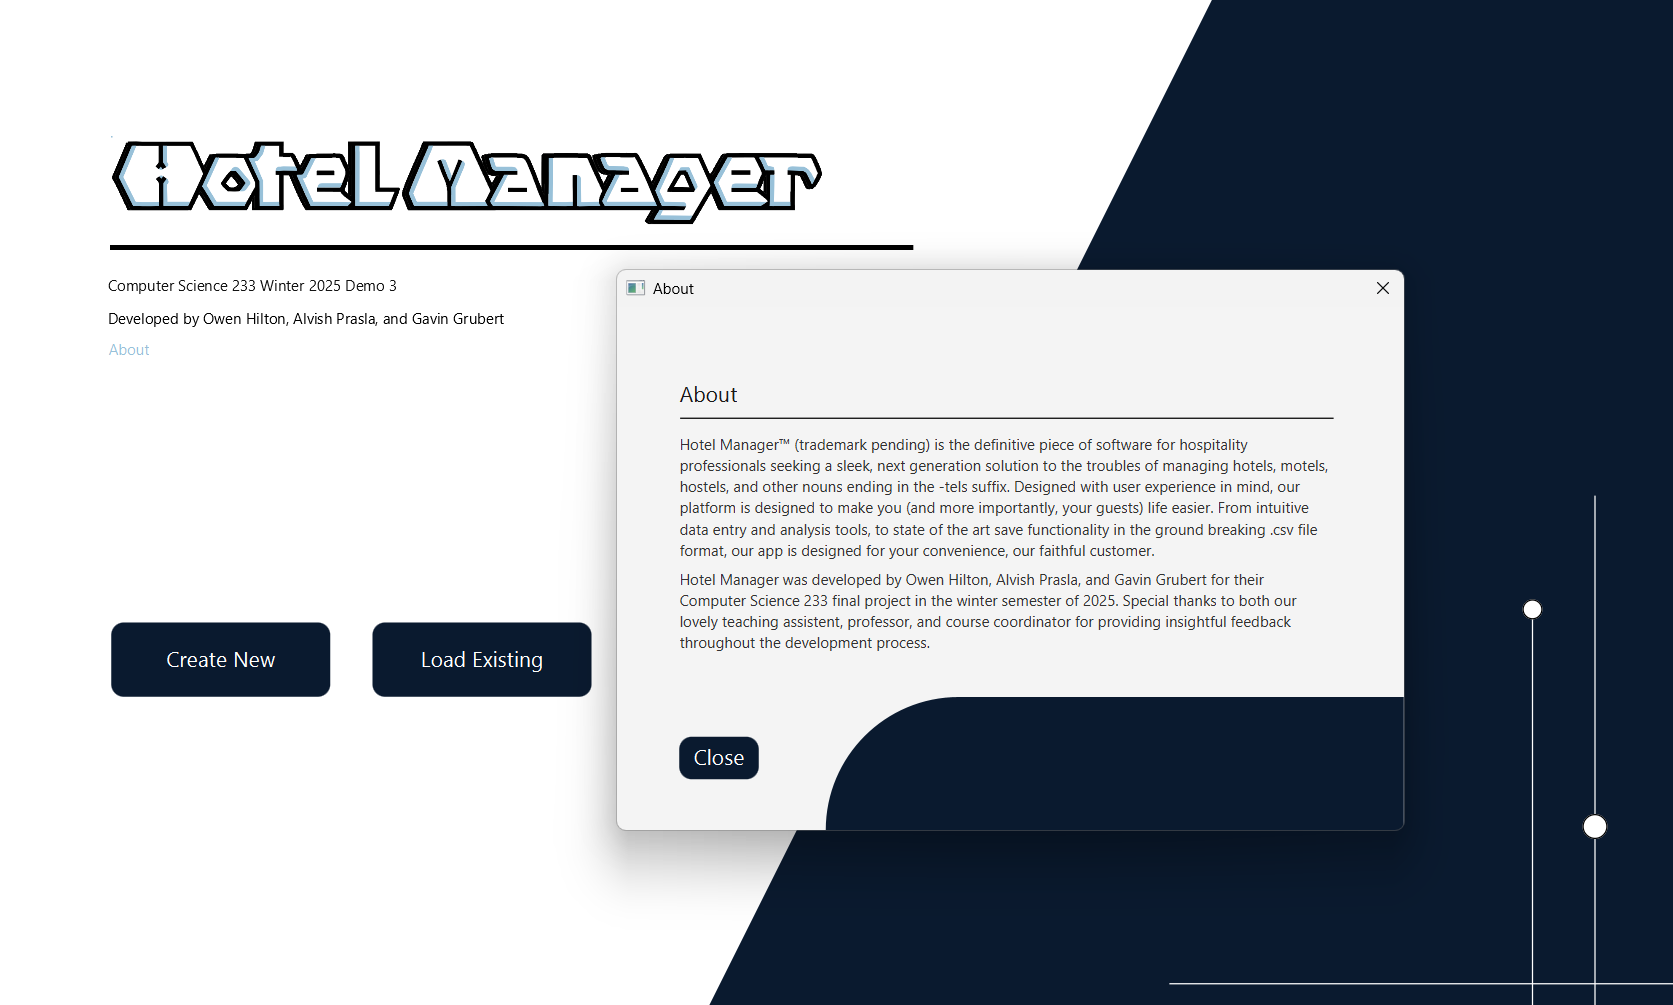 Hotel Manager
Computer Science 233 Winter 2025 Demo 3
Developed by Owen Hilton, Alvish Prasla, and Gavin Grubert
About
Create New
Load Existing
About
About
Hotel Manager™ (trademark pending) is the definitive piece of software for hospitality
professionals seeking a sleek, next generation solution to the troubles of managing hotels, motels,
hostels, and other nouns ending in the -tels suffix. Designed with user experience in mind, our
platform is designed to make you (and more importantly, your guests) life easier. From intuitive
data entry and analysis tools, to state of the art save functionality in the ground breaking .csv file
format, our app is designed for your convenience, our faithful customer.
Hotel Manager was developed by Owen Hilton, Alvish Prasla, and Gavin Grubert for their
Computer Science 233 final project in the winter semester of 2025. Special thanks to both our
lovely teaching assistent, professor, and course coordinator for providing insightful feedback
throughout the development process.
Close